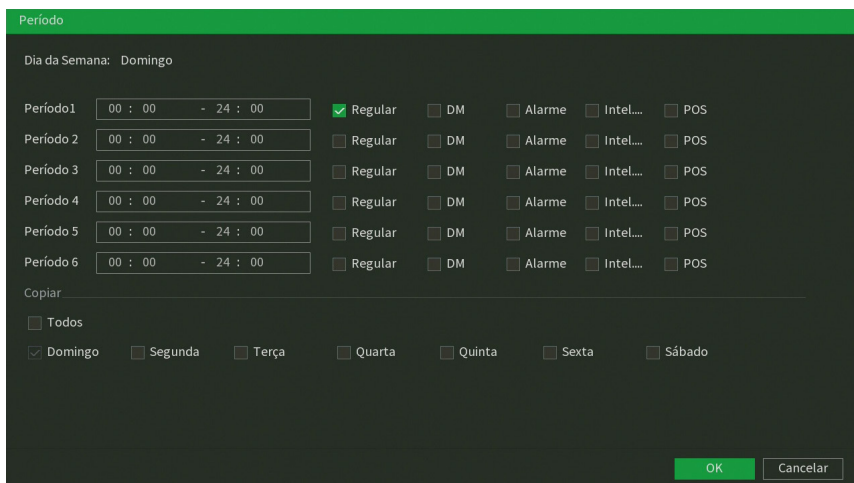 Período
Dia da Semana: Domingo
Período1 00 : 00 - 24 : 00 Regular DM Alarme Intel.... POS
Período 2 00 : 00 - 24 : 00 Regular DM Alarme Intel.... POS
Período 3 00 : 00 - 24 : 00 Regular DM Alarme Intel.... POS
Período 4 00 : 00 - 24 : 00 Regular DM Alarme Intel.... POS
Período 5 00 : 00 - 24 : 00 Regular DM Alarme Intel.... POS
Período 6 00 : 00 - 24 : 00 Regular DM Alarme Intel.... POS
Copiar
Todos
Domingo Segunda Terça Quarta Quinta Sexta Sábado
OK Cancelar